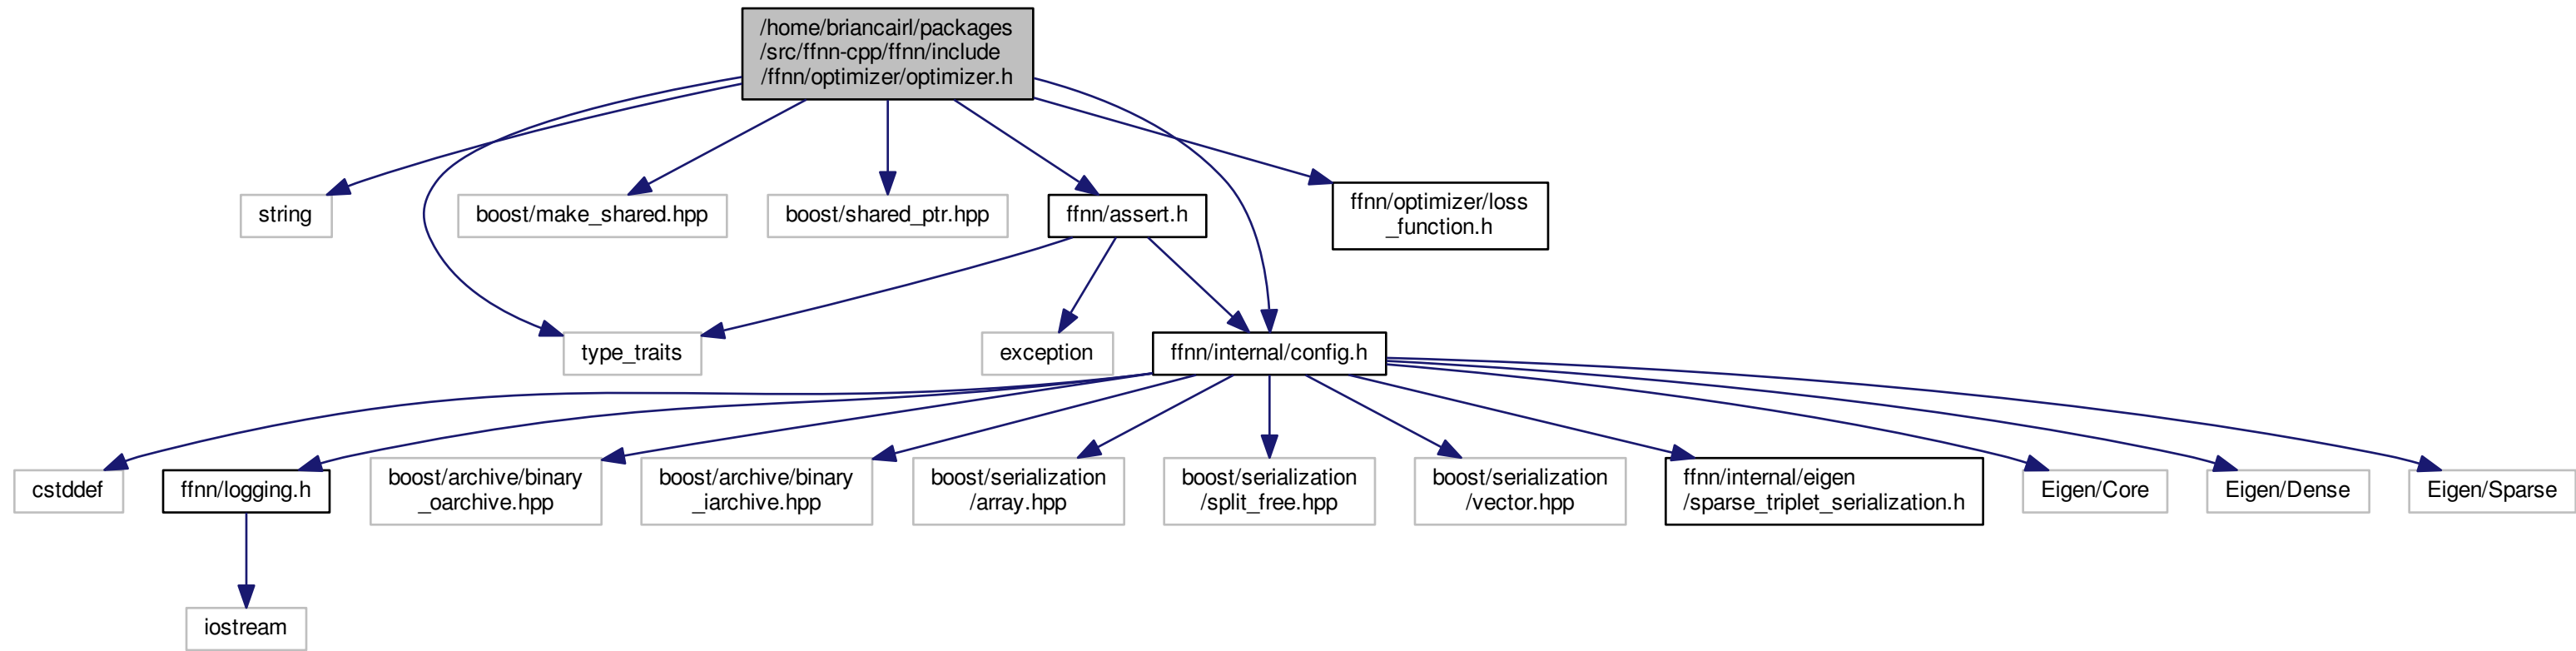 /home/briancairl/packages
/src/ffnn-cpp/ffnn/include
/ffnn/optimizer/optimizer.h
string
boost/make_shared.hpp
boost/shared_ptr.hpp
ffnn/assert.h
ffnn/optimizer/loss
_function.h
type_traits
exception
ffnn/internal/config.h
cstddef
ffnn/logging.h
boost/archive/binary
_oarchive.hpp
boost/archive/binary
_iarchive.hpp
boost/serialization
/array.hpp
boost/serialization
/split_free.hpp
boost/serialization
/vector.hpp
ffnn/internal/eigen
/sparse_triplet_serialization.h
Eigen/Core
Eigen/Dense
Eigen/Sparse
iostream